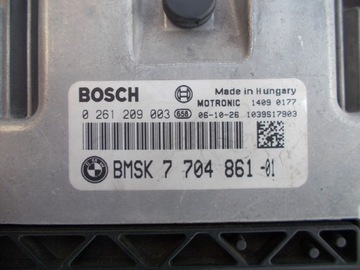 BOSCH
Made in Hungary
MOTRONIC 1409 0177
0 261 209 003 658 06-10-26 1039S17903
BMSK 7 704 861 -01